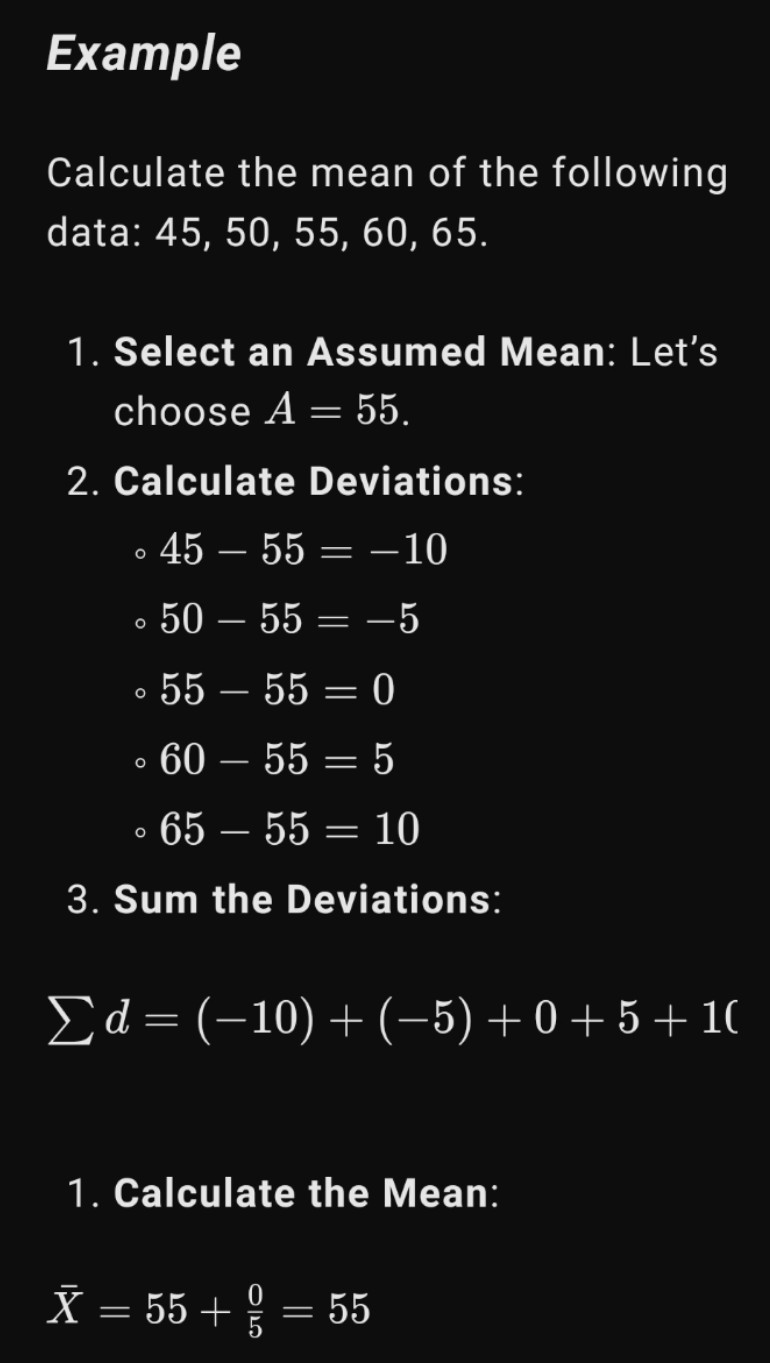 Example
Calculate the mean of the following
data: 45, 50, 55, 60, 65.
1. Select an Assumed Mean: Let’s
choose A = 55.
2. Calculate Deviations:
◦ 45 − 55 = −10
◦ 50 − 55 = −5
◦ 55 − 55 = 0
◦ 60 − 55 = 5
◦ 65 − 55 = 10
3. Sum the Deviations:
∑ d = (−10) + (−5) + 0 + 5 + 1
1. Calculate the Mean:
X̄ = 55 + 0/5 = 55